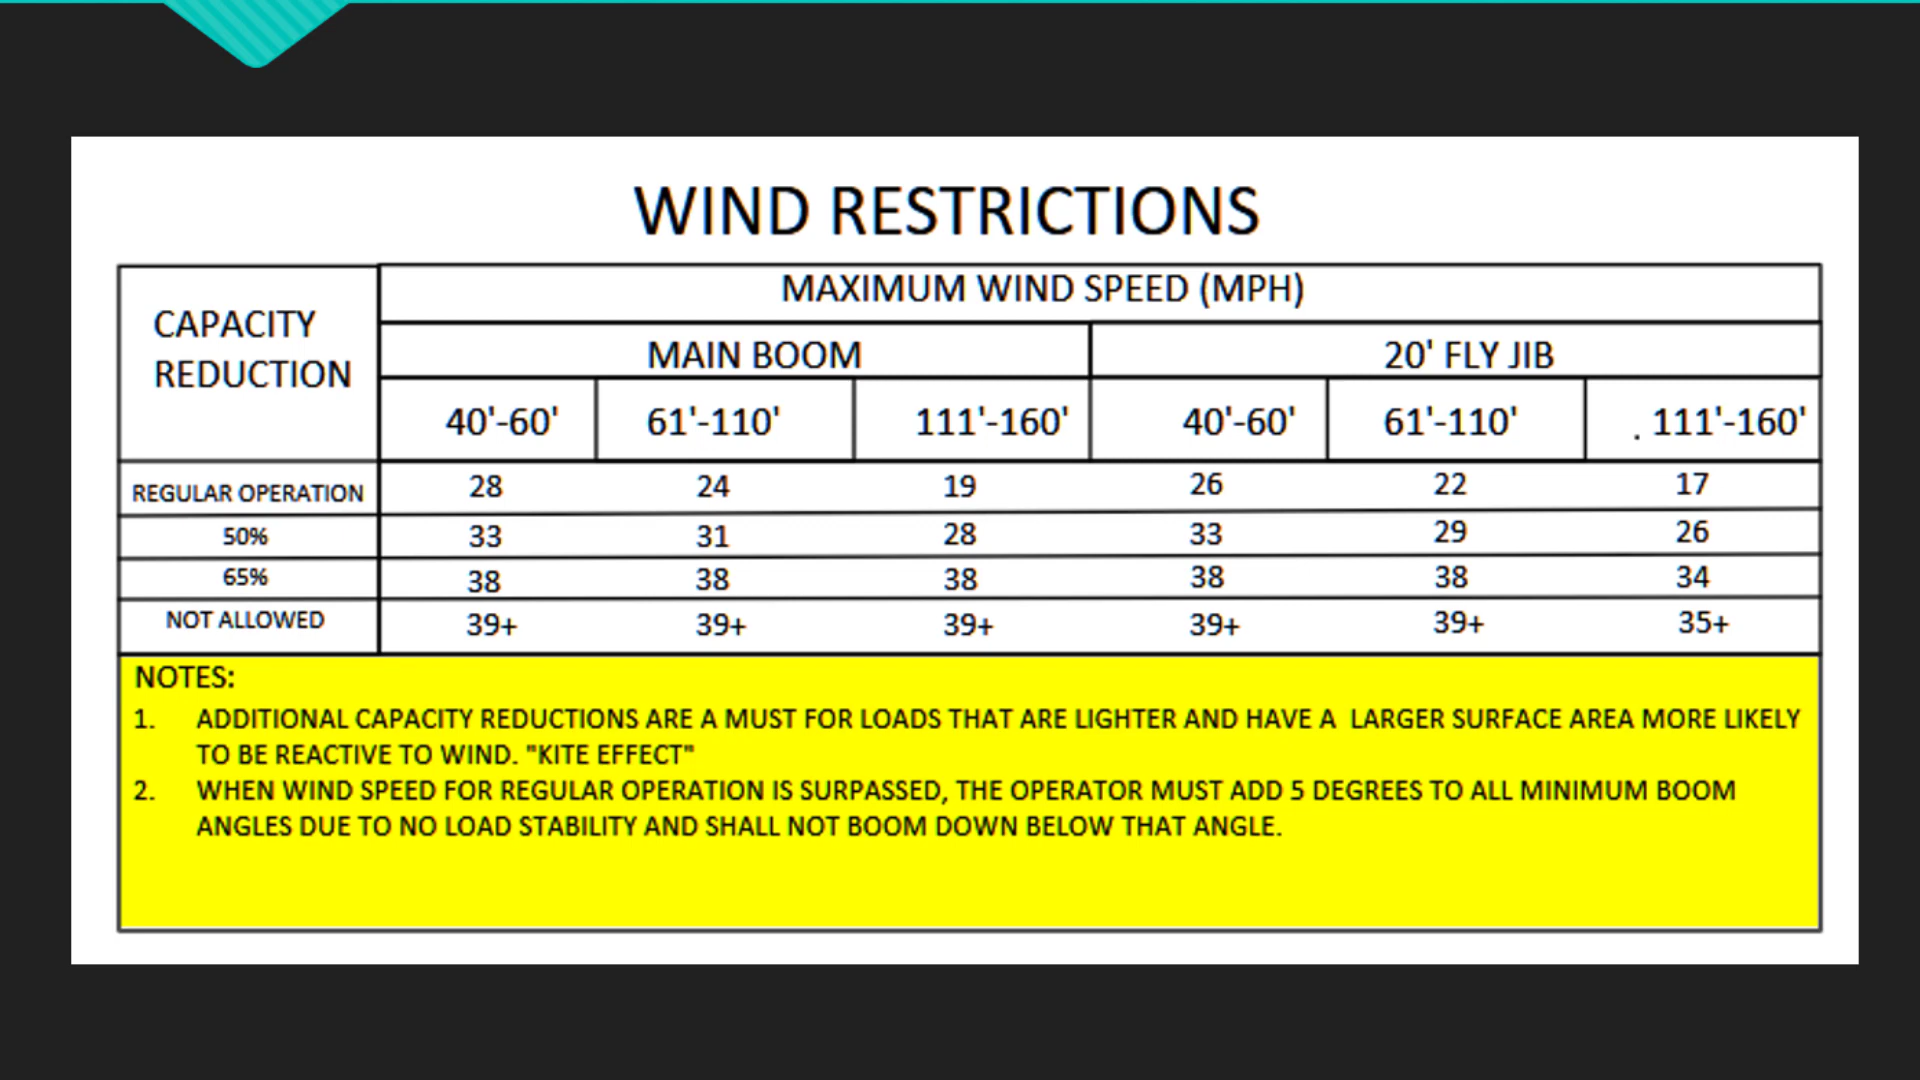 WIND RESTRICTIONS
CAPACITY
REDUCTION
MAXIMUM WIND SPEED (MPH)
MAIN BOOM 20' FLY JIB
40'-60' 61'-110' 111'-160' 40'-60' 61'-110' . 111'-160'
REGULAR OPERATION 28 24 19 26 22 17
50% 33 31 28 33 29 26
65% 38 38 38 38 38 34
NOT ALLOWED 39+ 39+ 39+ 39+ 39+ 35+
NOTES:
1. ADDITIONAL CAPACITY REDUCTIONS ARE A MUST FOR LOADS THAT ARE LIGHTER AND HAVE A LARGER SURFACE AREA MORE LIKELY
TO BE REACTIVE TO WIND. "KITE EFFECT"
2. WHEN WIND SPEED FOR REGULAR OPERATION IS SURPASSED, THE OPERATOR MUST ADD 5 DEGREES TO ALL MINIMUM BOOM
ANGLES DUE TO NO LOAD STABILITY AND SHALL NOT BOOM DOWN BELOW THAT ANGLE.